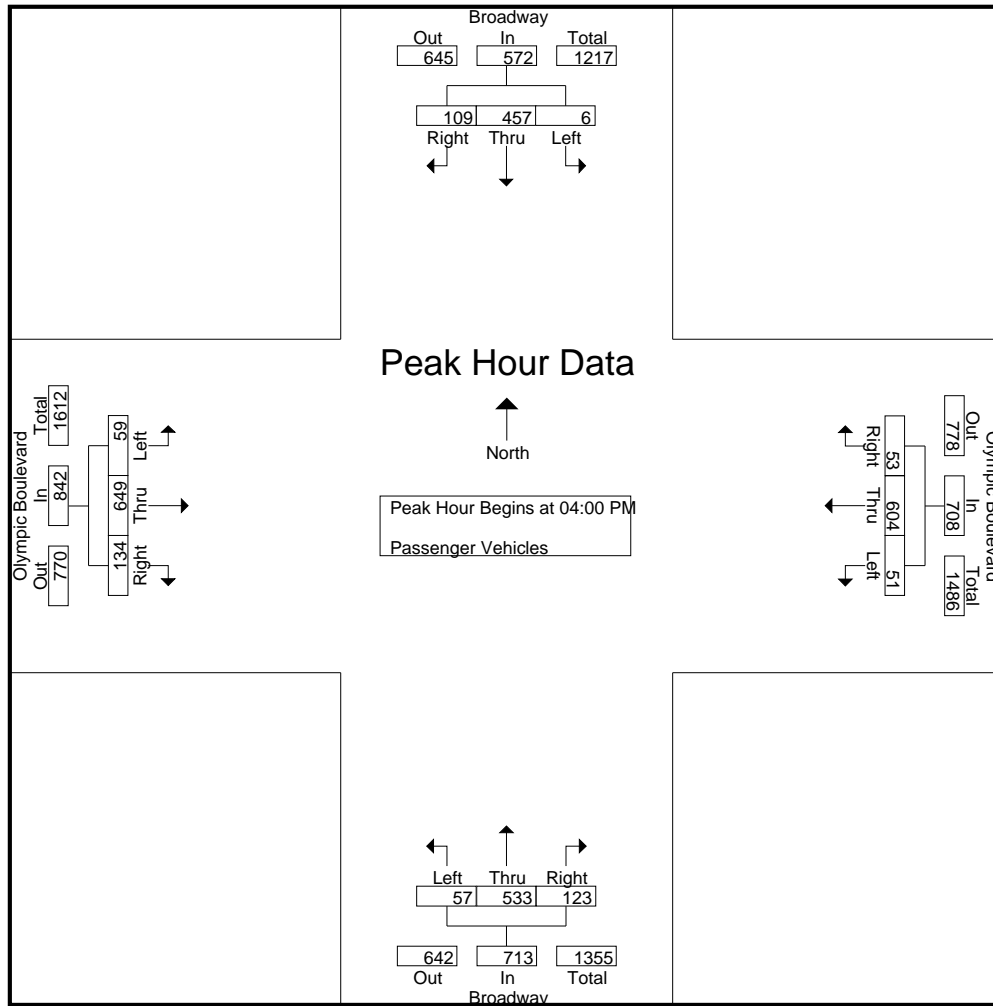 Broadway
Out In Total
645 572 1217
109 457 6
Right Thru Left
Peak Hour Data
North
Peak Hour Begins at 04:00 PM
Passenger Vehicles
Olympic Boulevard
Out In Total
770 842 1612
134 649 59
Right Thru Left
Olympic Boulevard
Out In Total
778 708 1486
53 604 51
Right Thru Left
Left Thru Right
57 533 123
642 713 1355
Out In Total
Broadway